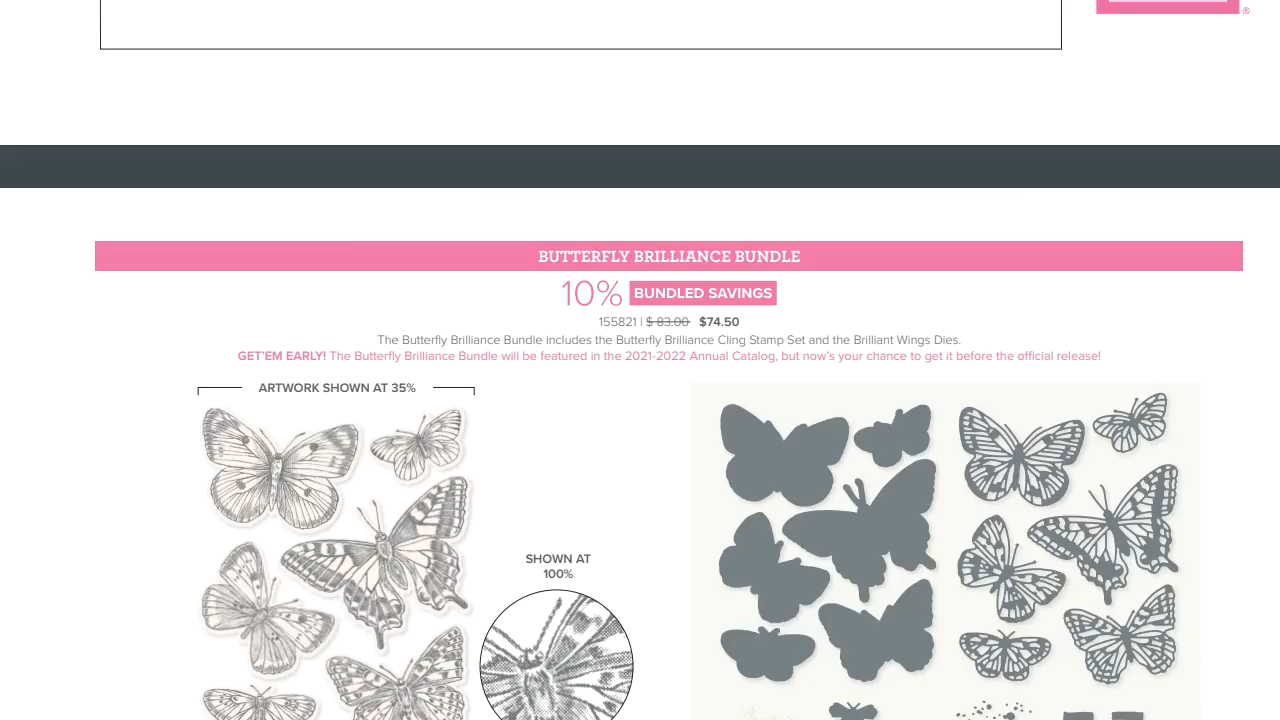 ®
BUTTERFLY BRILLIANCE BUNDLE
10% BUNDLED SAVINGS
155821 | $ 83.00 $74.50
The Butterfly Brilliance Bundle includes the Butterfly Brilliance Cling Stamp Set and the Brilliant Wings Dies.
GET’EM EARLY! The Butterfly Brilliance Bundle will be featured in the 2021-2022 Annual Catalog, but now’s your chance to get it before the official release!
ARTWORK SHOWN AT 35%
SHOWN AT
100%